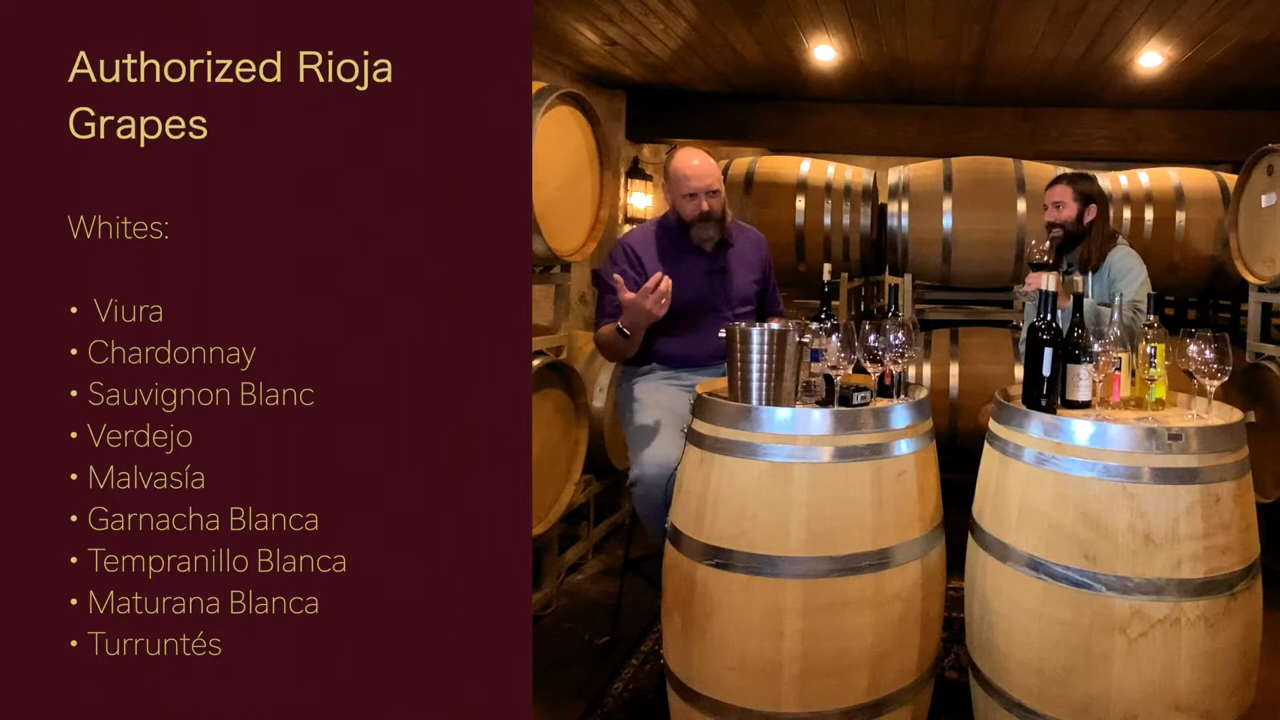 Authorized Rioja
Grapes
Whites:
• Viura
• Chardonnay
• Sauvignon Blanc
• Verdejo
• Malvasía
• Garnacha Blanca
• Tempranillo Blanca
• Maturana Blanca
• Turruntés